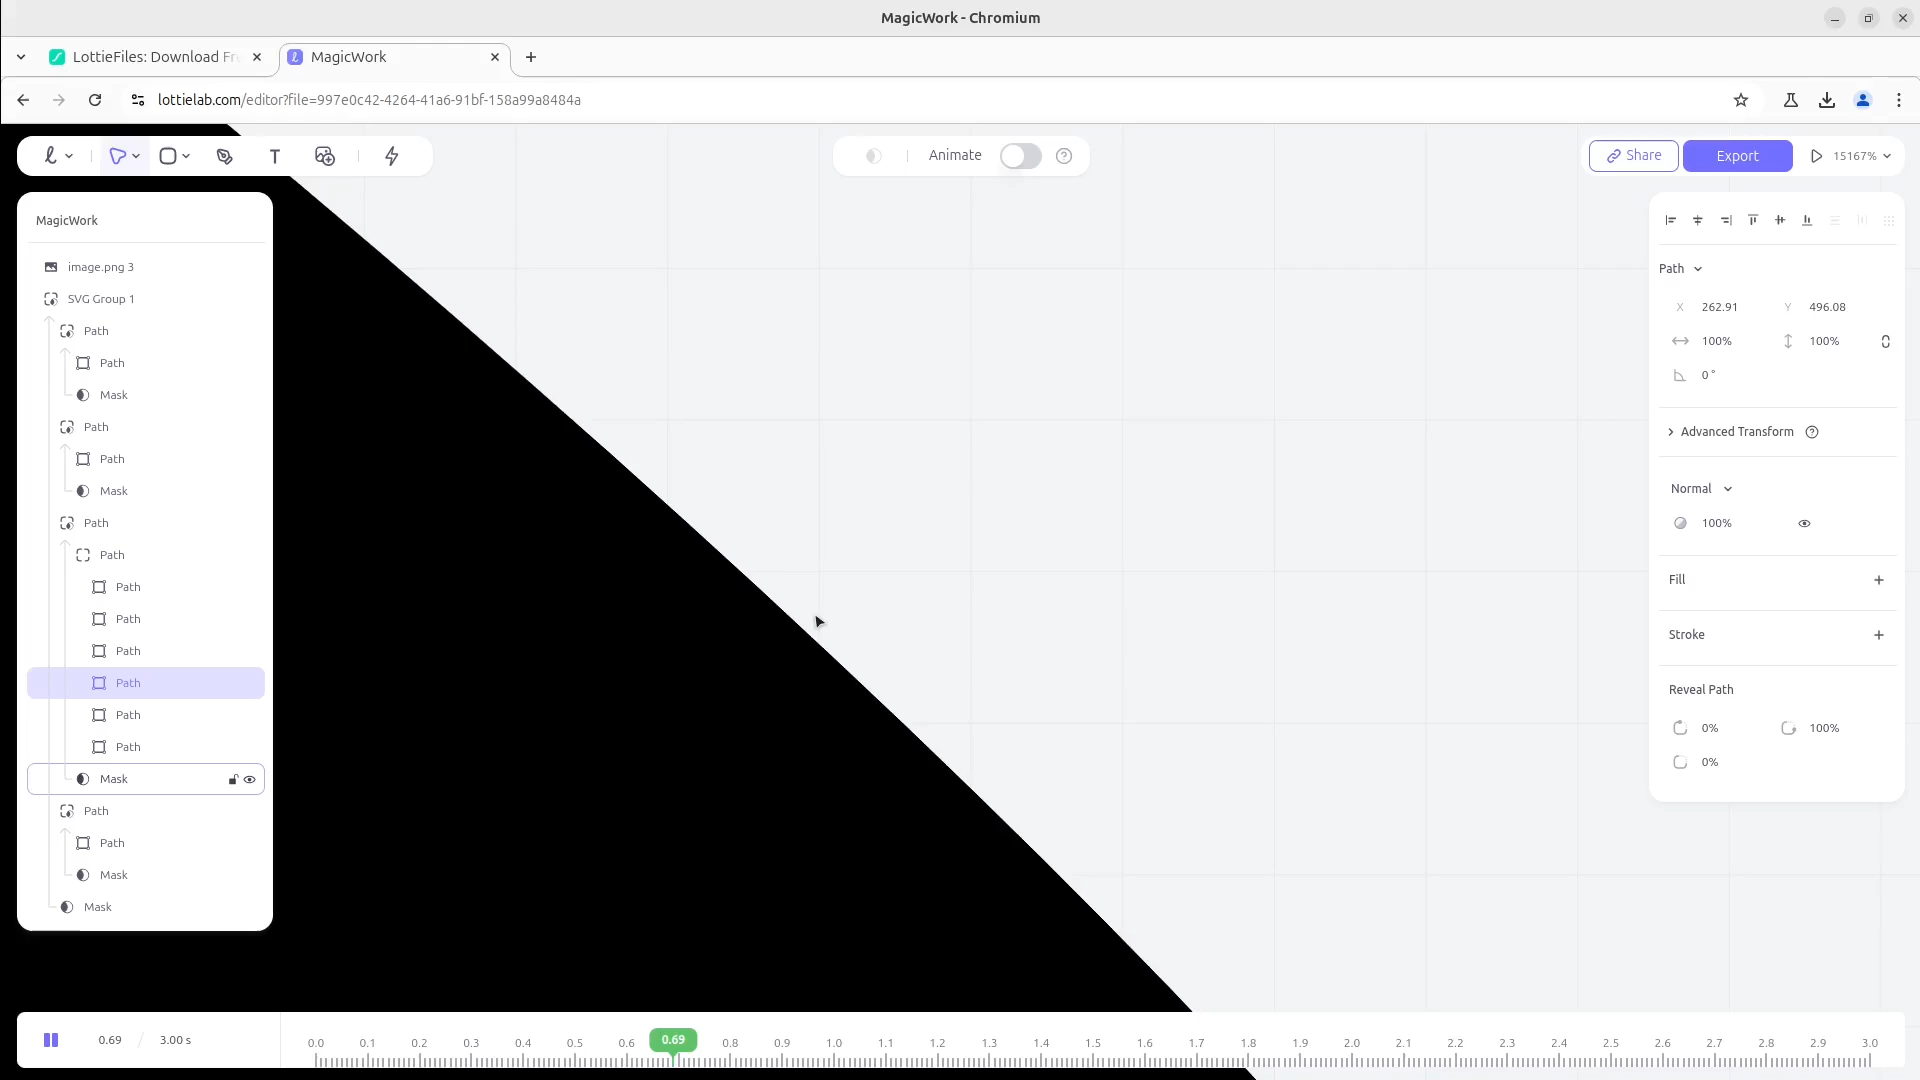 MagicWork - Chromium
LottieFiles: Download Fr
MagicWork
lottielab.com/editor?file=997e0c42-4264-41a6-91bf-158a99a8484a
Animate
Share
Export
15167%
MagicWork
image.png 3
SVG Group 1
Path
Path
Mask
Path
Path
Mask
Path
Path
Path
Path
Path
Path
Path
Path
Mask
Path
Path
Mask
Mask
Path
X 262.91 Y 496.08
100% 100%
0 °
Advanced Transform
Normal
100%
Fill
Stroke
Reveal Path
0% 100%
0%
0.69 / 3.00 s
0.0 0.1 0.2 0.3 0.4 0.5 0.6 0.69 0.8 0.9 1.0 1.1 1.2 1.3 1.4 1.5 1.6 1.7 1.8 1.9 2.0 2.1 2.2 2.3 2.4 2.5 2.6 2.7 2.8 2.9 3.0